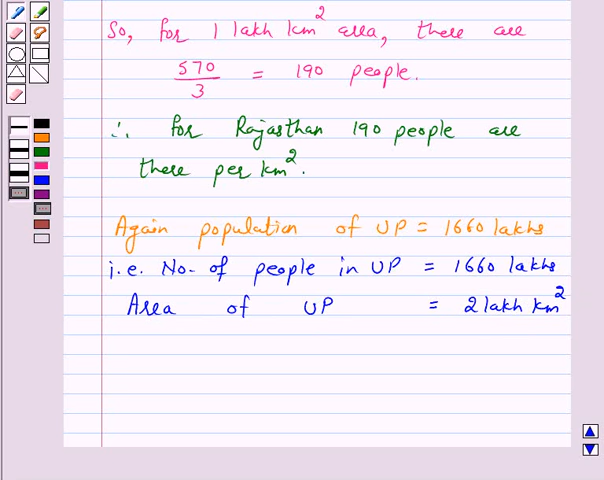 So, for 1 lakh km² area, there are
570/3 = 190 people.
∴ for Rajasthan 190 people are
there per km².
Again population of UP = 1660 lakhs
i.e. No. of people in UP = 1660 lakhs
Area of UP = 2 lakh km²